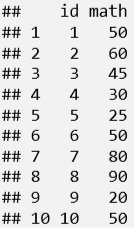 ##    id math
## 1   1   50
## 2   2   60
## 3   3   45
## 4   4   30
## 5   5   25
## 6   6   50
## 7   7   80
## 8   8   90
## 9   9   20
## 10 10   50